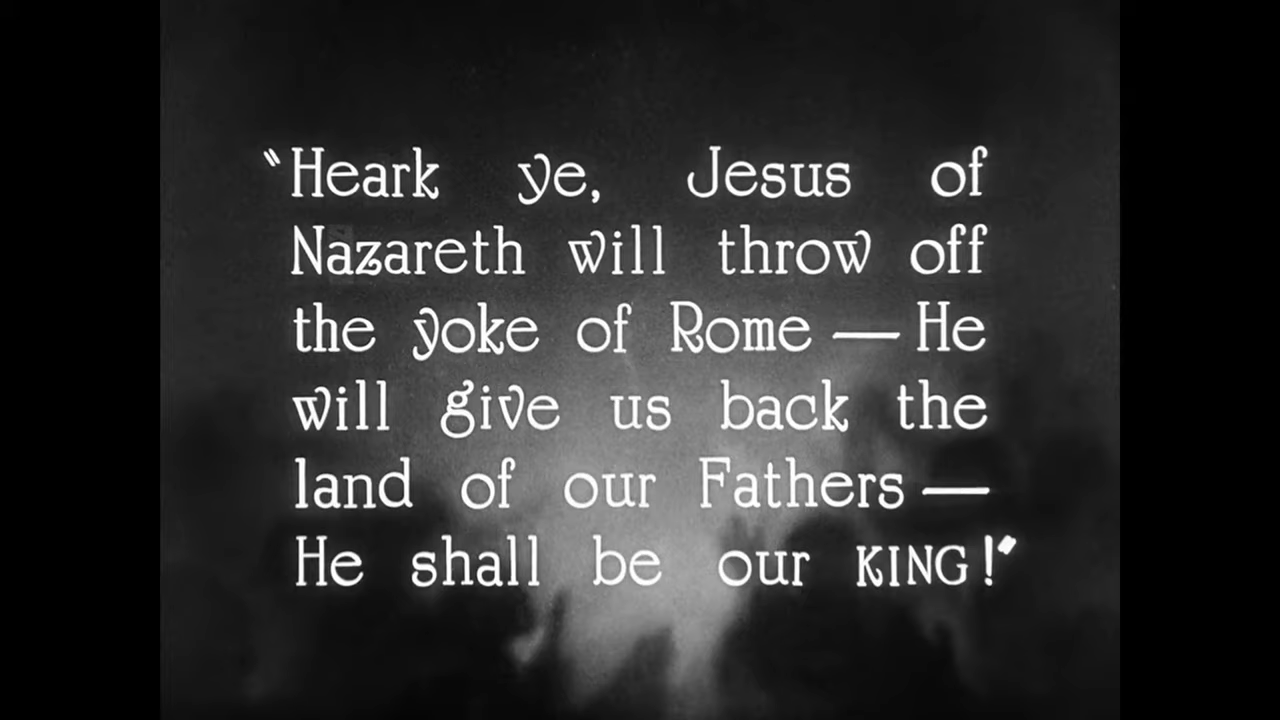 "Heark ye, Jesus of
Nazareth will throw off
the yoke of Rome — He
will give us back the
land of our Fathers —
He shall be our KING!"